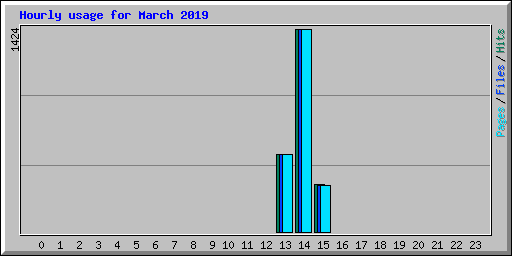 Hourly usage for March 2019
1424
Pages/Files/Hits
0 1 2 3 4 5 6 7 8 9 10 11 12 13 14 15 16 17 18 19 20 21 22 23